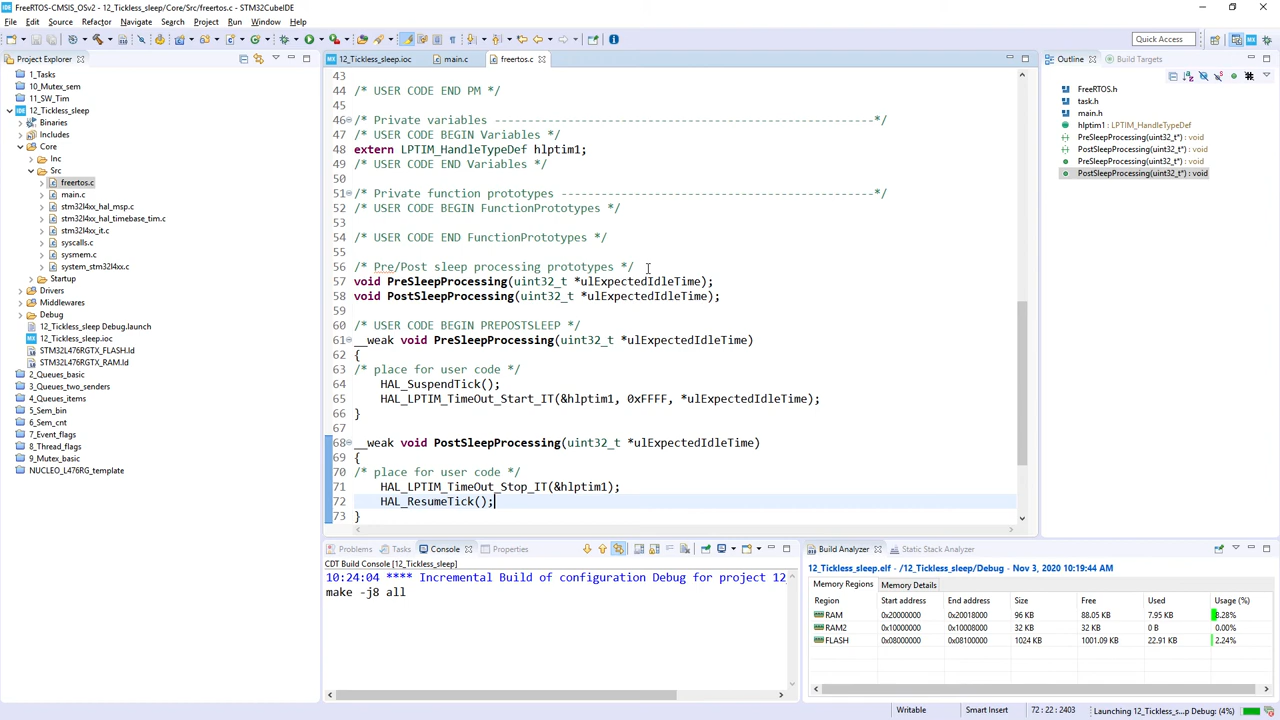 FreeRTOS-CMSIS_OSv2 - 12_Tickless_sleep/Core/Src/freertos.c - STM32CubeIDE
File Edit Source Refactor Navigate Search Project Run Window Help
Quick Access
Project Explorer
1_Tasks
10_Mutex_sem
11_SW_Tim
12_Tickless_sleep
Binaries
Includes
Core
Inc
Src
freertos.c
main.c
stm32l4xx_hal_msp.c
stm32l4xx_hal_timebase_tim.c
stm32l4xx_it.c
syscalls.c
sysmem.c
system_stm32l4xx.c
Startup
Drivers
Middlewares
Debug
12_Tickless_sleep Debug.launch
12_Tickless_sleep.ioc
STM32L476RGTX_FLASH.ld
STM32L476RGTX_RAM.ld
2_Queues_basic
3_Queues_two_senders
4_Queues_items
5_Sem_bin
6_Sem_cnt
7_Event_flags
8_Thread_flags
9_Mutex_basic
NUCLEO_L476RG_template
12_Tickless_sleep.ioc main.c freertos.c
43
44 /* USER CODE END PM */
45
46 /* Private variables ---------------------------------------------------------*/
47 /* USER CODE BEGIN Variables */
48 extern LPTIM_HandleTypeDef hlptim1;
49 /* USER CODE END Variables */
50
51 /* Private function prototypes -----------------------------------------------*/
52 /* USER CODE BEGIN FunctionPrototypes */
53
54 /* USER CODE END FunctionPrototypes */
55
56 /* Pre/Post sleep processing prototypes */
57 void PreSleepProcessing(uint32_t *ulExpectedIdleTime);
58 void PostSleepProcessing(uint32_t *ulExpectedIdleTime);
59
60 /* USER CODE BEGIN PREPOSTSLEEP */
61 __weak void PreSleepProcessing(uint32_t *ulExpectedIdleTime)
62 {
63 /* place for user code */
64 HAL_SuspendTick();
65 HAL_LPTIM_TimeOut_Start_IT(&hlptim1, 0xFFFF, *ulExpectedIdleTime);
66 }
67
68 __weak void PostSleepProcessing(uint32_t *ulExpectedIdleTime)
69 {
70 /* place for user code */
71 HAL_LPTIM_TimeOut_Stop_IT(&hlptim1);
72 HAL_ResumeTick();
73 }
Outline Build Targets
FreeRTOS.h
task.h
main.h
hlptim1 : LPTIM_HandleTypeDef
PreSleepProcessing(uint32_t*) : void
PostSleepProcessing(uint32_t*) : void
PreSleepProcessing(uint32_t*) : void
PostSleepProcessing(uint32_t*) : void
Problems Tasks Console Properties
CDT Build Console [12_Tickless_sleep]
10:24:04 **** Incremental Build of configuration Debug for project 12
make -j8 all
Build Analyzer Static Stack Analyzer
12_Tickless_sleep.elf - /12_Tickless_sleep/Debug - Nov 3, 2020 10:19:44 AM
Memory Regions Memory Details
Region Start address End address Size Free Used Usage (%)
RAM 0x20000000 0x20018000 96 KB 88.05 KB 7.95 KB 8.28%
RAM2 0x10000000 0x10008000 32 KB 32 KB 0 B 0.00%
FLASH 0x08000000 0x08100000 1024 KB 1001.09 KB 22.91 KB 2.24%
Writable Smart Insert 72 : 22 : 2403 Launching 12_Tickless_s...p Debug: (4%)